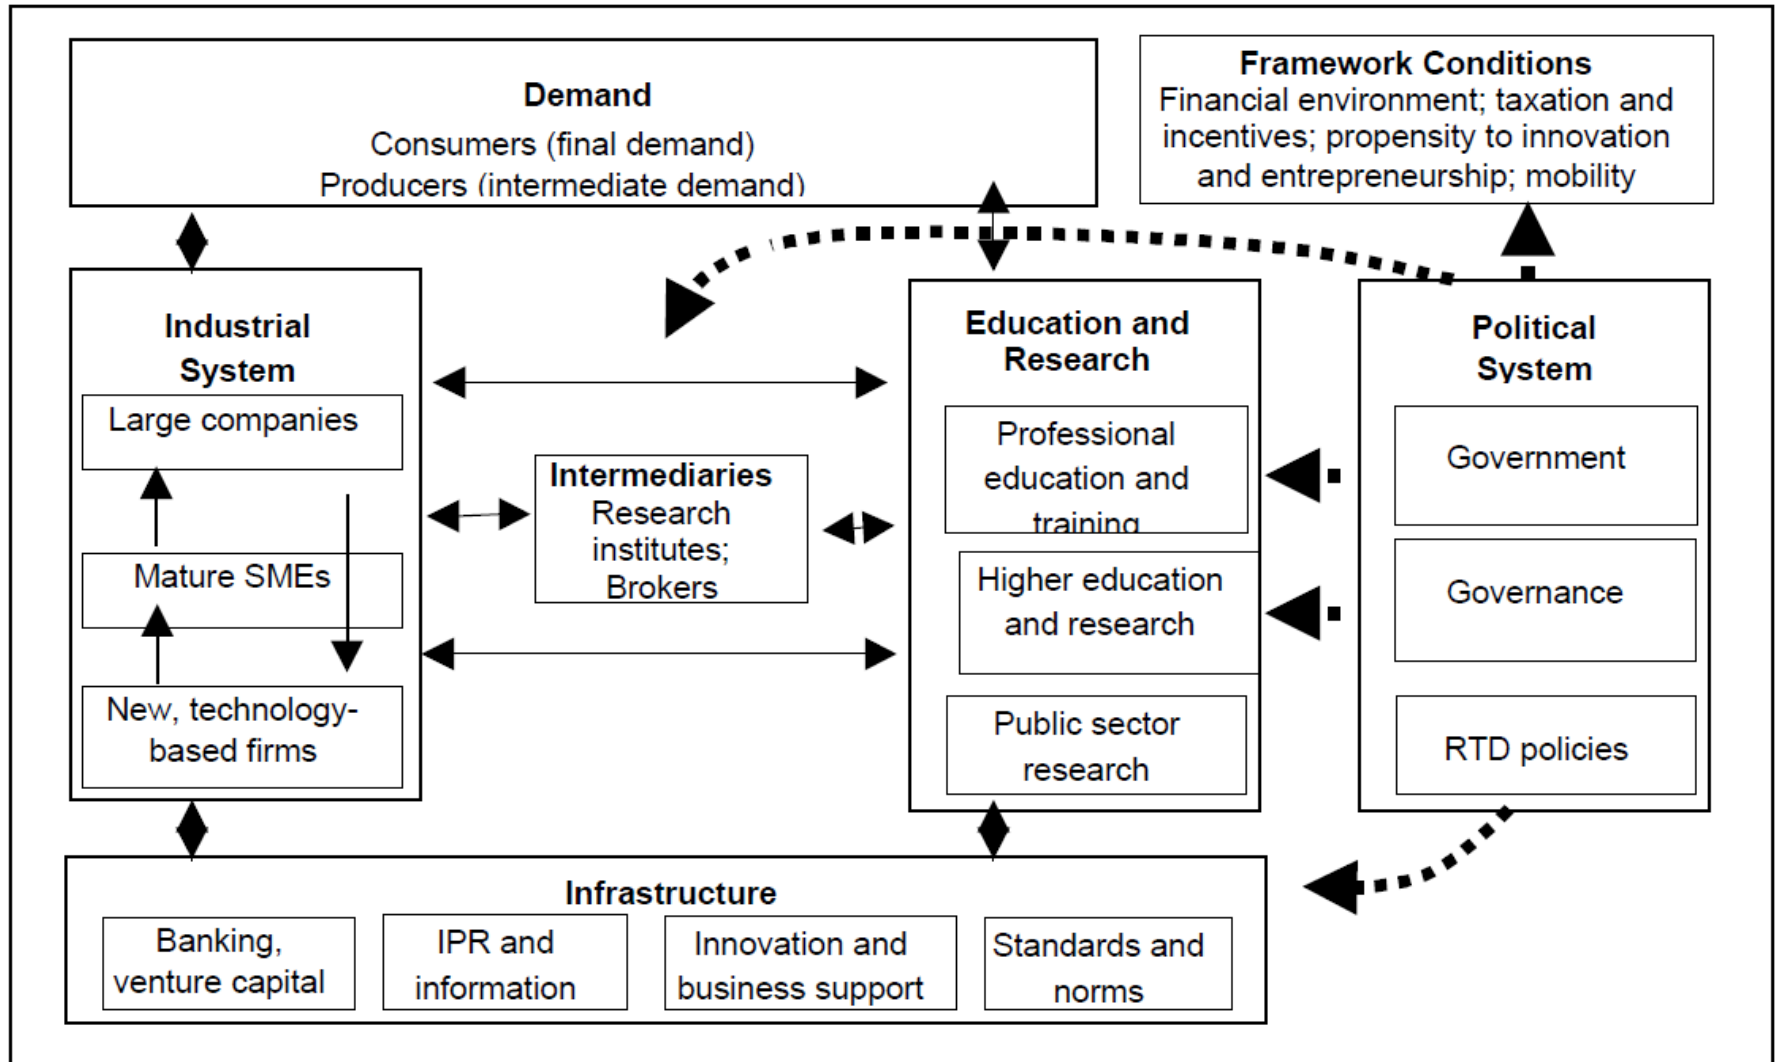 Demand
Consumers (final demand)
Producers (intermediate demand)
Framework Conditions
Financial environment; taxation and
incentives; propensity to innovation
and entrepreneurship; mobility
Industrial
System
Large companies
Mature SMEs
New, technology-
based firms
Intermediaries
Research
institutes;
Brokers
Education and
Research
Professional
education and
training
Higher education
and research
Public sector
research
Political
System
Government
Governance
RTD policies
Infrastructure
Banking,
venture capital
IPR and
information
Innovation and
business support
Standards and
norms